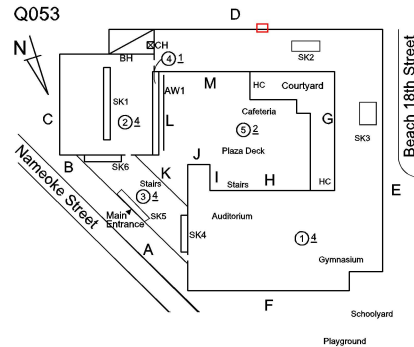 Q053
D
N
CH
SK2
BH
4 1
HC
Courtyard
Beach 18th Street
M
AW1
SK1
Cafeteria
G
SK3
C
2 4
L
5 2
Plaza Deck
J
B
SK6
K
I
HC
Stairs
Stairs
H
E
Nameoke Street
3 4
Main
Entrance
SK5
Auditorium
SK4
1 4
A
Gymnasium
F
Schoolyard
Playground